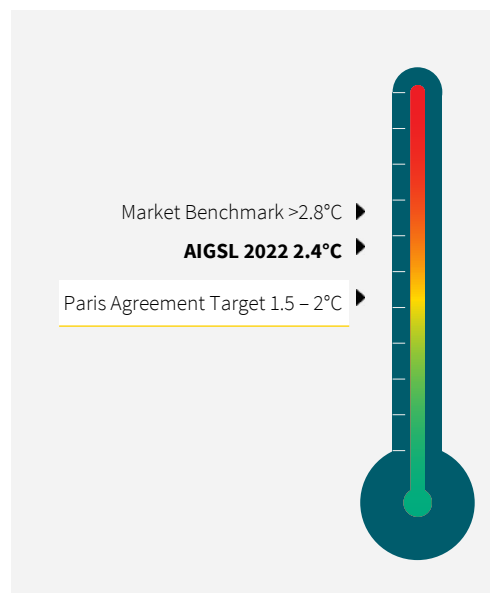 Market Benchmark >2.8°C
AIGSL 2022 2.4°C
Paris Agreement Target 1.5 – 2°C